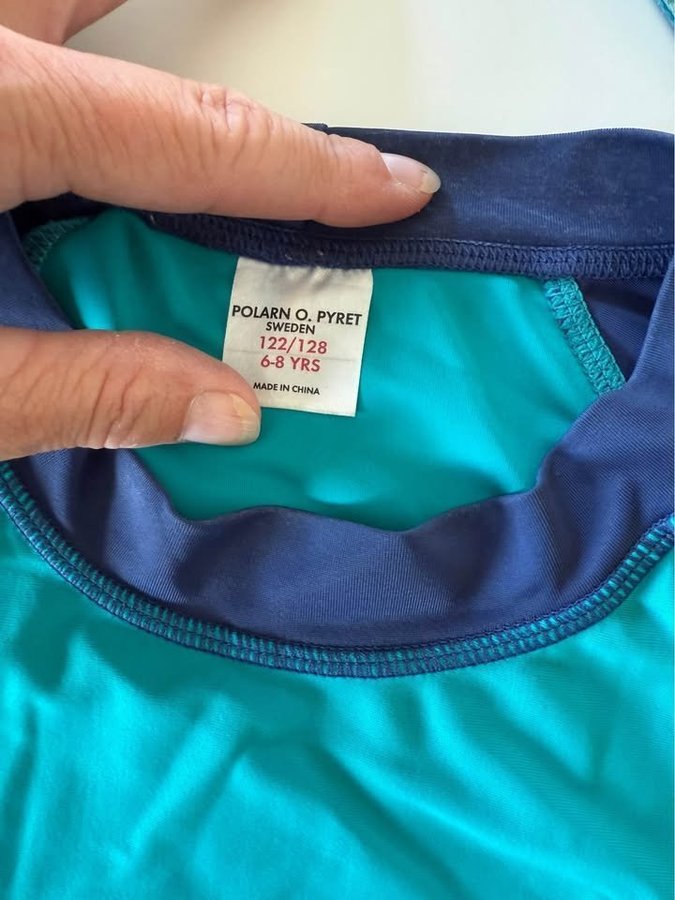 POLARN O. PYRET
SWEDEN
122/128
6-8 YRS
MADE IN CHINA